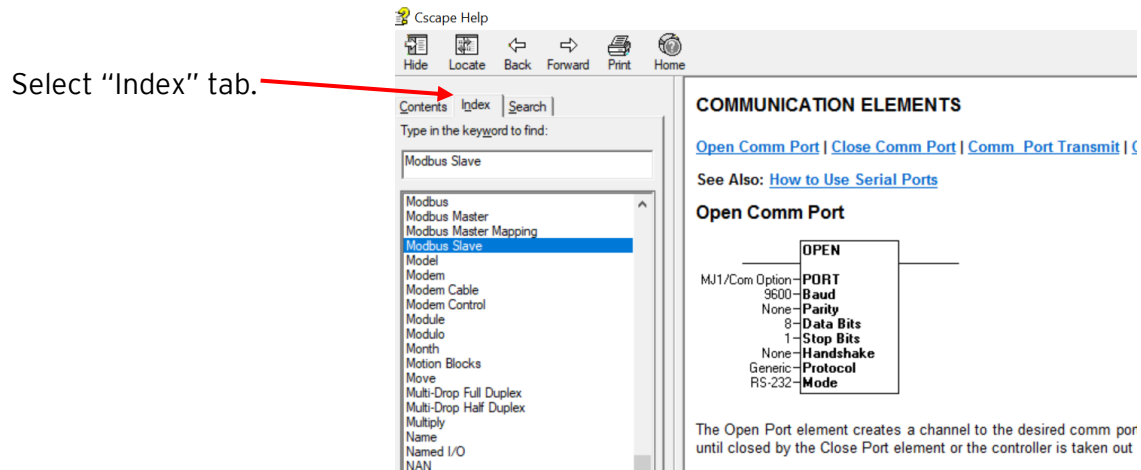 Cscape Help
Hide Locate Back Forward Print Home
Select “Index” tab.
Contents Index Search
Type in the keyword to find:
Modbus Slave
Modbus
Modbus Master
Modbus Master Mapping
Modbus Slave
Model
Modem
Modem Cable
Modem Control
Module
Modulo
Month
Motion Blocks
Move
Multi-Drop Full Duplex
Multi-Drop Half Duplex
Multiply
Name
Named I/O
NAN
COMMUNICATION ELEMENTS
Open Comm Port | Close Comm Port | Comm Port Transmit |
See Also: How to Use Serial Ports
Open Comm Port
OPEN
MJ1/Com Option PORT
9600 Baud
None Parity
8 Data Bits
1 Stop Bits
None Handshake
Generic Protocol
RS-232 Mode
The Open Port element creates a channel to the desired comm por
until closed by the Close Port element or the controller is taken out